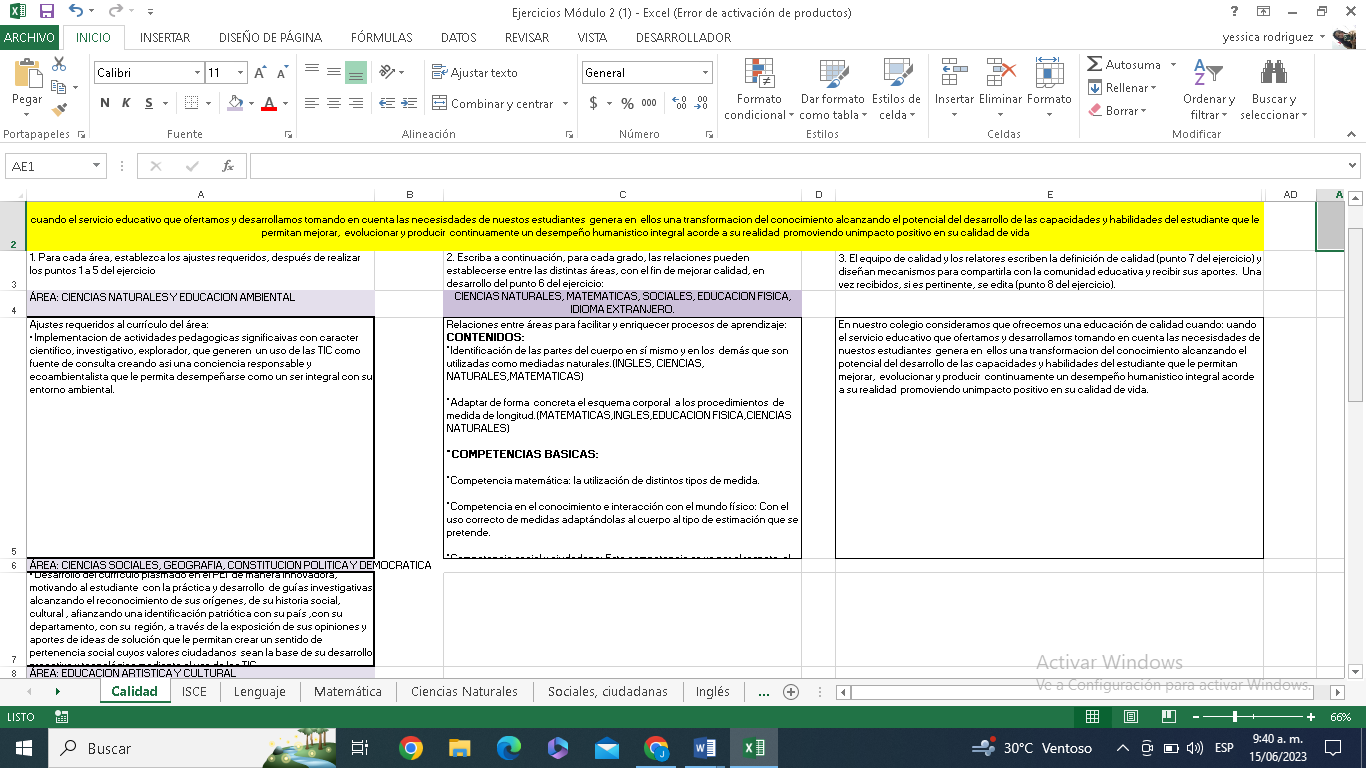 Ejercicios Módulo 2 (1) - Excel (Error de activación de productos)
ARCHIVO INICIO INSERTAR DISEÑO DE PÁGINA FÓRMULAS DATOS REVISAR VISTA DESARROLLADOR yessica rodriguez
Pegar
Portapapeles
Calibri 11
N K S
Fuente
Ajustar texto
Combinar y centrar
Alineación
General
$ % 000
Número
Formato condicional
Dar formato como tabla
Estilos de celda
Estilos
Insertar Eliminar Formato
Celdas
Autosuma
Rellenar
Borrar
Ordenar y filtrar
Buscar y seleccionar
Modificar
AE1
fx
A B C D E AD A
2
cuando el servicio educativo que ofertamos y desarrollamos tomando en cuenta las necesisdades de nuestos estudiantes genera en ellos una transformacion del conocimiento alcanzando el potencial del desarrollo de las capacidades y habilidades del estudiante que le
permitan mejorar, evolucionar y producir continuamente un desempeño humanistico integral acorde a su realidad promoviendo unimpacto positivo en su calidad de vida
3
1. Para cada área, establezca los ajustes requeridos, después de realizar
los puntos 1 a 5 del ejercicio
2. Escriba a continuación, para cada grado, las relaciones pueden
establecerse entre las distintas áreas, con el fin de mejorar calidad, en
desarrollo del punto 6 del ejercicio:
3. El equipo de calidad y los relatores escriben la definición de calidad (punto 7 del ejercicio) y
diseñan mecanismos para compartirla con la comunidad educativa y recibir sus aportes. Una
vez recibidos, si es pertinente, se edita (punto 8 del ejercicio).
4
ÁREA: CIENCIAS NATURALES Y EDUCACION AMBIENTAL
CIENCIAS NATURALES, MATEMATICAS, SOCIALES, EDUCACION FISICA,
IDIOMA EXTRANJERO.
5
Ajustes requeridos al currículo del área:
• Implementacion de actividades pedagogicas significaivas con caracter
cientifico, investigativo, explorador, que generen un uso de las TIC como
fuente de consulta creando asi una conciencia responsable y
ecoambientalista que le permita desempeñarse como un ser integral con su
entorno ambiental.
Relaciones entre áreas para facilitar y enriquecer procesos de aprendizaje:
CONTENIDOS:
*Identificación de las partes del cuerpo en sí mismo y en los demás que son
utilizadas como mediadas naturales.(INGLES, CIENCIAS,
NATURALES,MATEMATICAS)
*Adaptar de forma concreta el esquema corporal a los procedimientos de
medida de longitud.(MATEMATICAS,INGLES,EDUCACION FISICA,CIENCIAS
NATURALES)
*COMPETENCIAS BASICAS:
*Competencia matemática: la utilización de distintos tipos de medida.
*Competencia en el conocimiento e interacción con el mundo físico: Con el
uso correcto de medidas adaptándolas al cuerpo al tipo de estimación que se
pretende.
En nuestro colegio consideramos que ofrecemos una educación de calidad cuando: uando
el servicio educativo que ofertamos y desarrollamos tomando en cuenta las necesisdades de
nuestos estudiantes genera en ellos una transformacion del conocimiento alcanzando el
potencial del desarrollo de las capacidades y habilidades del estudiante que le permitan
mejorar, evolucionar y producir continuamente un desempeño humanistico integral acorde
a su realidad promoviendo unimpacto positivo en su calidad de vida.
6
ÁREA: CIENCIAS SOCIALES, GEOGRAFIA, CONSTITUCION POLITICA Y DEMOCRATICA
7
• Desarrollo del currículo plasmado en el PEI de manera innovadora,
motivando al estudiante con la práctica y desarrollo de guías investigativas
alcanzando el reconocimiento de sus orígenes, de su historia social,
cultural , afianzando una identificación patriótica con su país ,con su
departamento, con su región, a través de la exposición de sus opiniones y
aportes de ideas de solución que le permitan crear un sentido de
pertenencia social cuyos valores ciudadanos sean la base de su desarrollo
8
ÁREA: EDUCACION ARTISTICA Y CULTURAL
Activar Windows
Ve a Configuración para activar Windows.
Calidad ISCE Lenguaje Matemática Ciencias Naturales Sociales, ciudadanas Inglés ...
LISTO 66%
Buscar 30°C Ventoso ESP 9:40 a. m.
15/06/2023